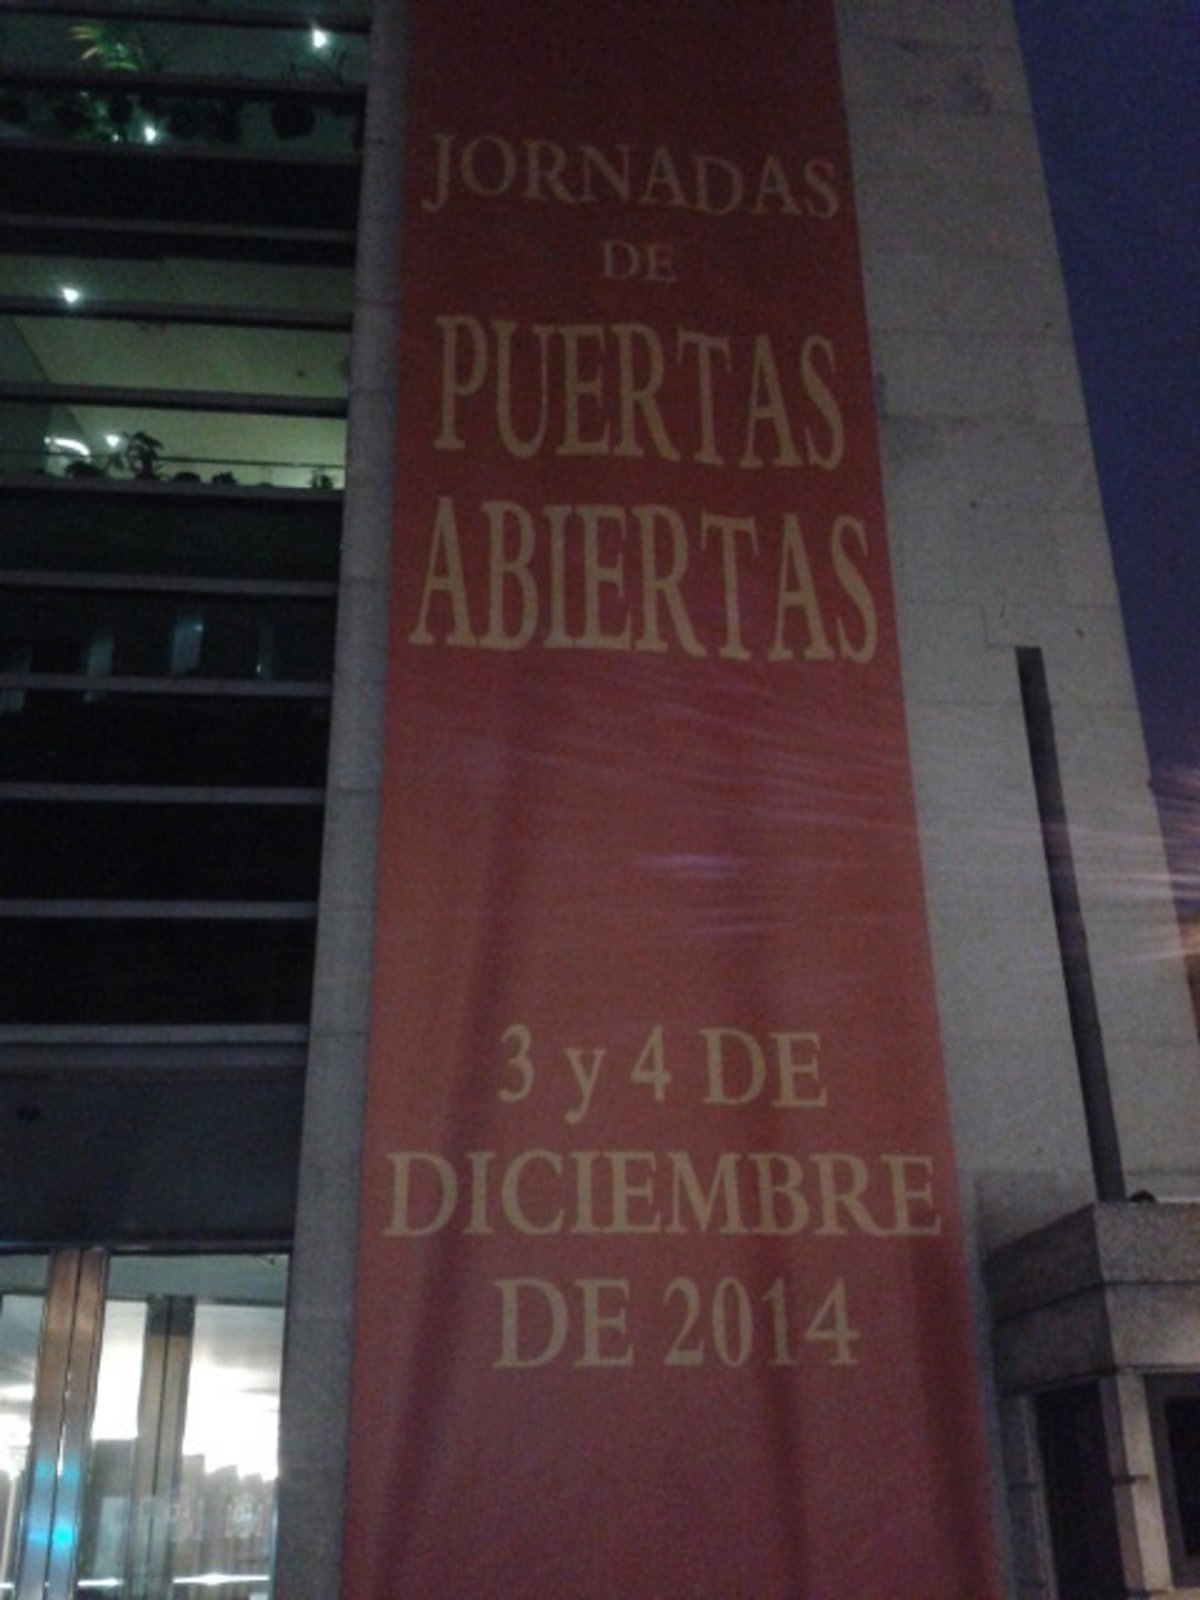 JORNADAS
DE
PUERTAS
ABIERTAS
3 y 4 DE
DICIEMBRE
DE 2014